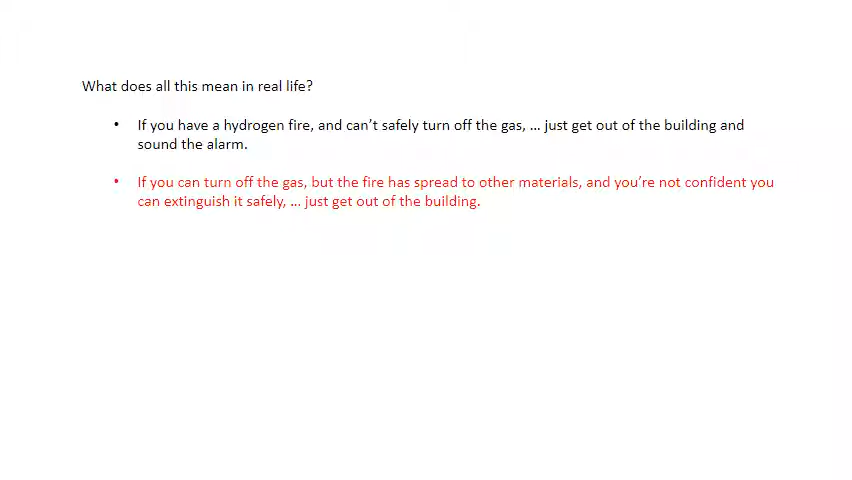 What does all this mean in real life?
• If you have a hydrogen fire, and can’t safely turn off the gas, … just get out of the building and
sound the alarm.
• If you can turn off the gas, but the fire has spread to other materials, and you’re not confident you
can extinguish it safely, … just get out of the building.